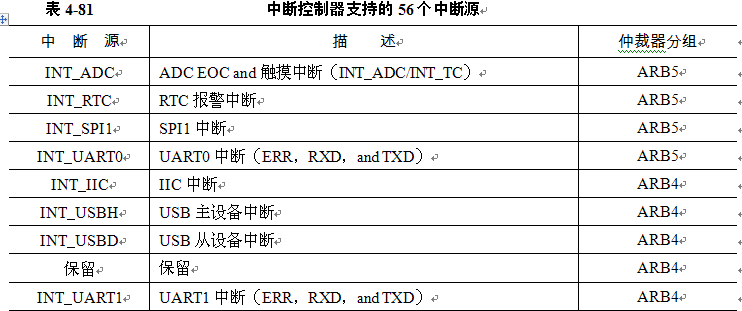 表 4-81 中断控制器支持的 56 个中断源
中 断 源 描 述 仲裁器分组
INT_ADC ADC EOC and 触摸中断（INT_ADC/INT_TC） ARB5
INT_RTC RTC 报警中断 ARB5
INT_SPI1 SPI1 中断 ARB5
INT_UART0 UART0 中断（ERR，RXD，and TXD） ARB5
INT_IIC IIC 中断 ARB4
INT_USBH USB 主设备中断 ARB4
INT_USBD USB 从设备中断 ARB4
保留 保留 ARB4
INT_UART1 UART1 中断（ERR，RXD，and TXD） ARB4